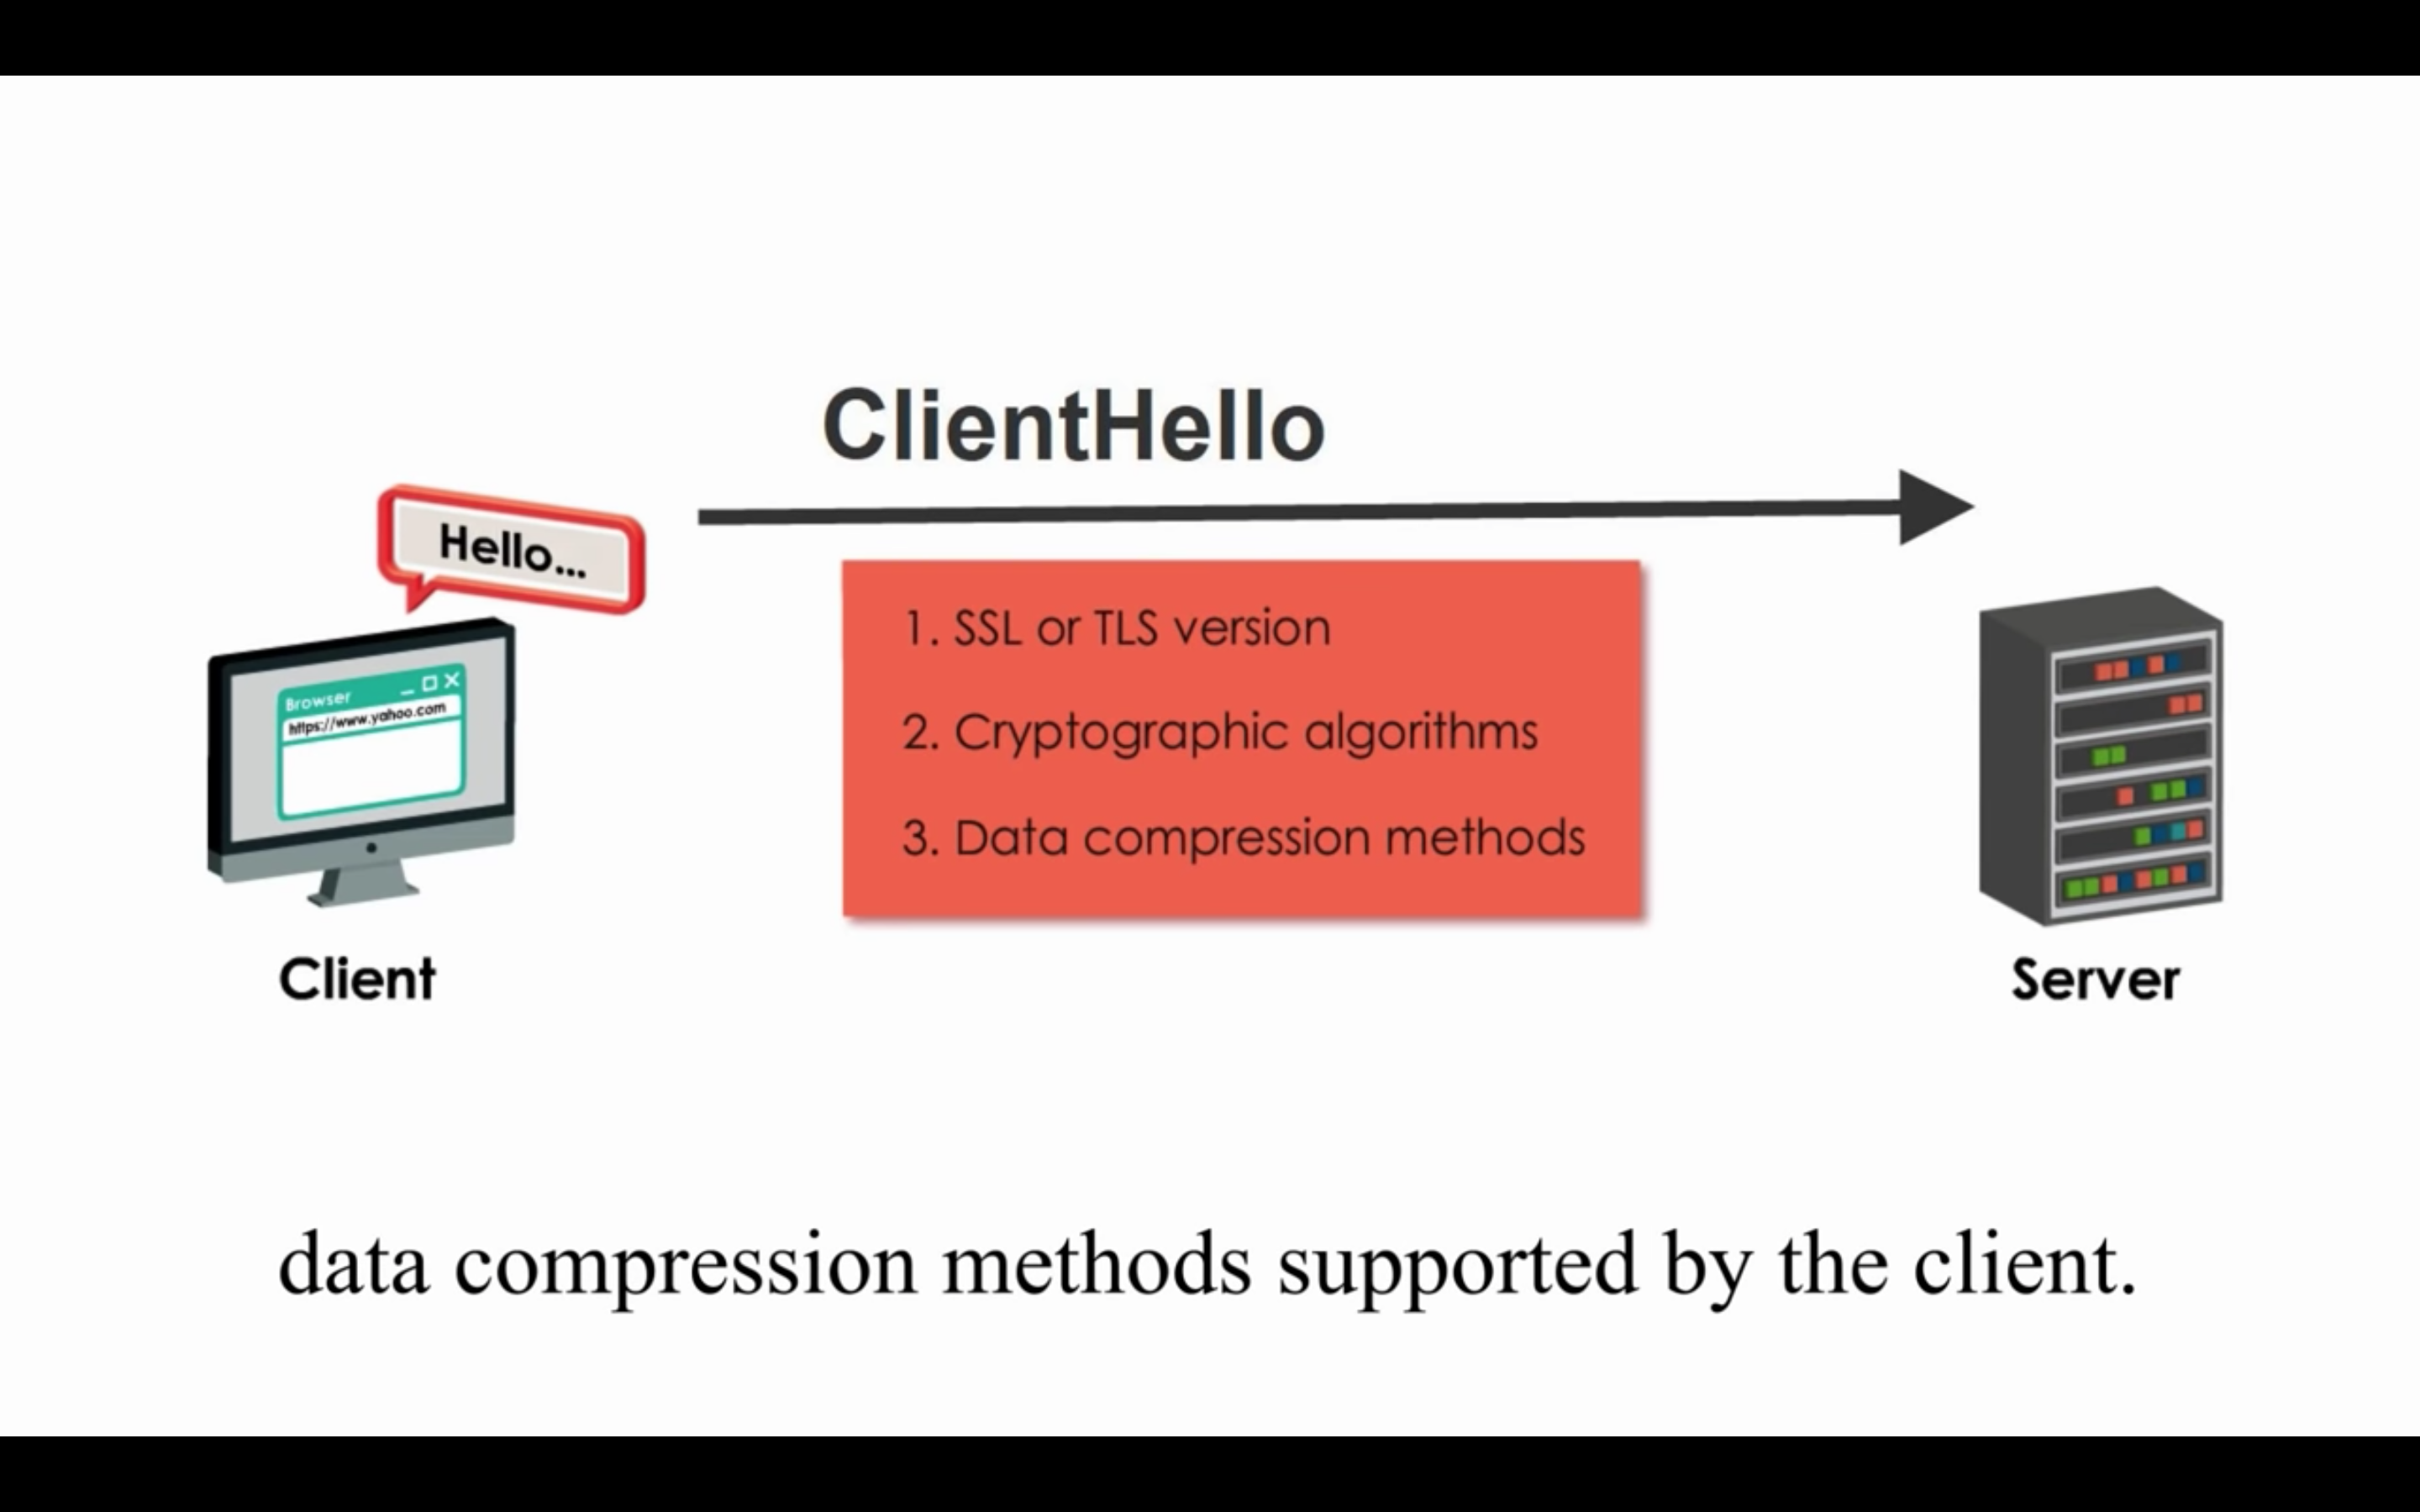 ClientHello
Hello...
Browser
https://www.yahoo.com
1. SSL or TLS version
2. Cryptographic algorithms
3. Data compression methods
Client
Server
data compression methods supported by the client.